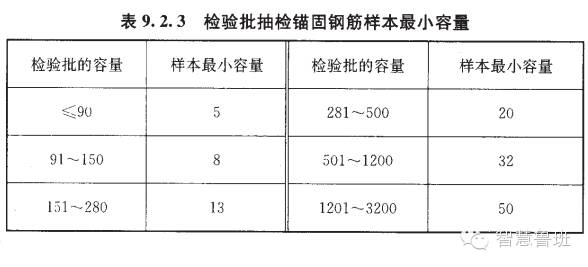 表 9.2.3 检验批抽检锚固钢筋样本最小容量
检验批的容量 样本最小容量 检验批的容量 样本最小容量
≤90 5 281～500 20
91～150 8 501～1200 32
151～280 13 1201～3200 50
智慧鲁班